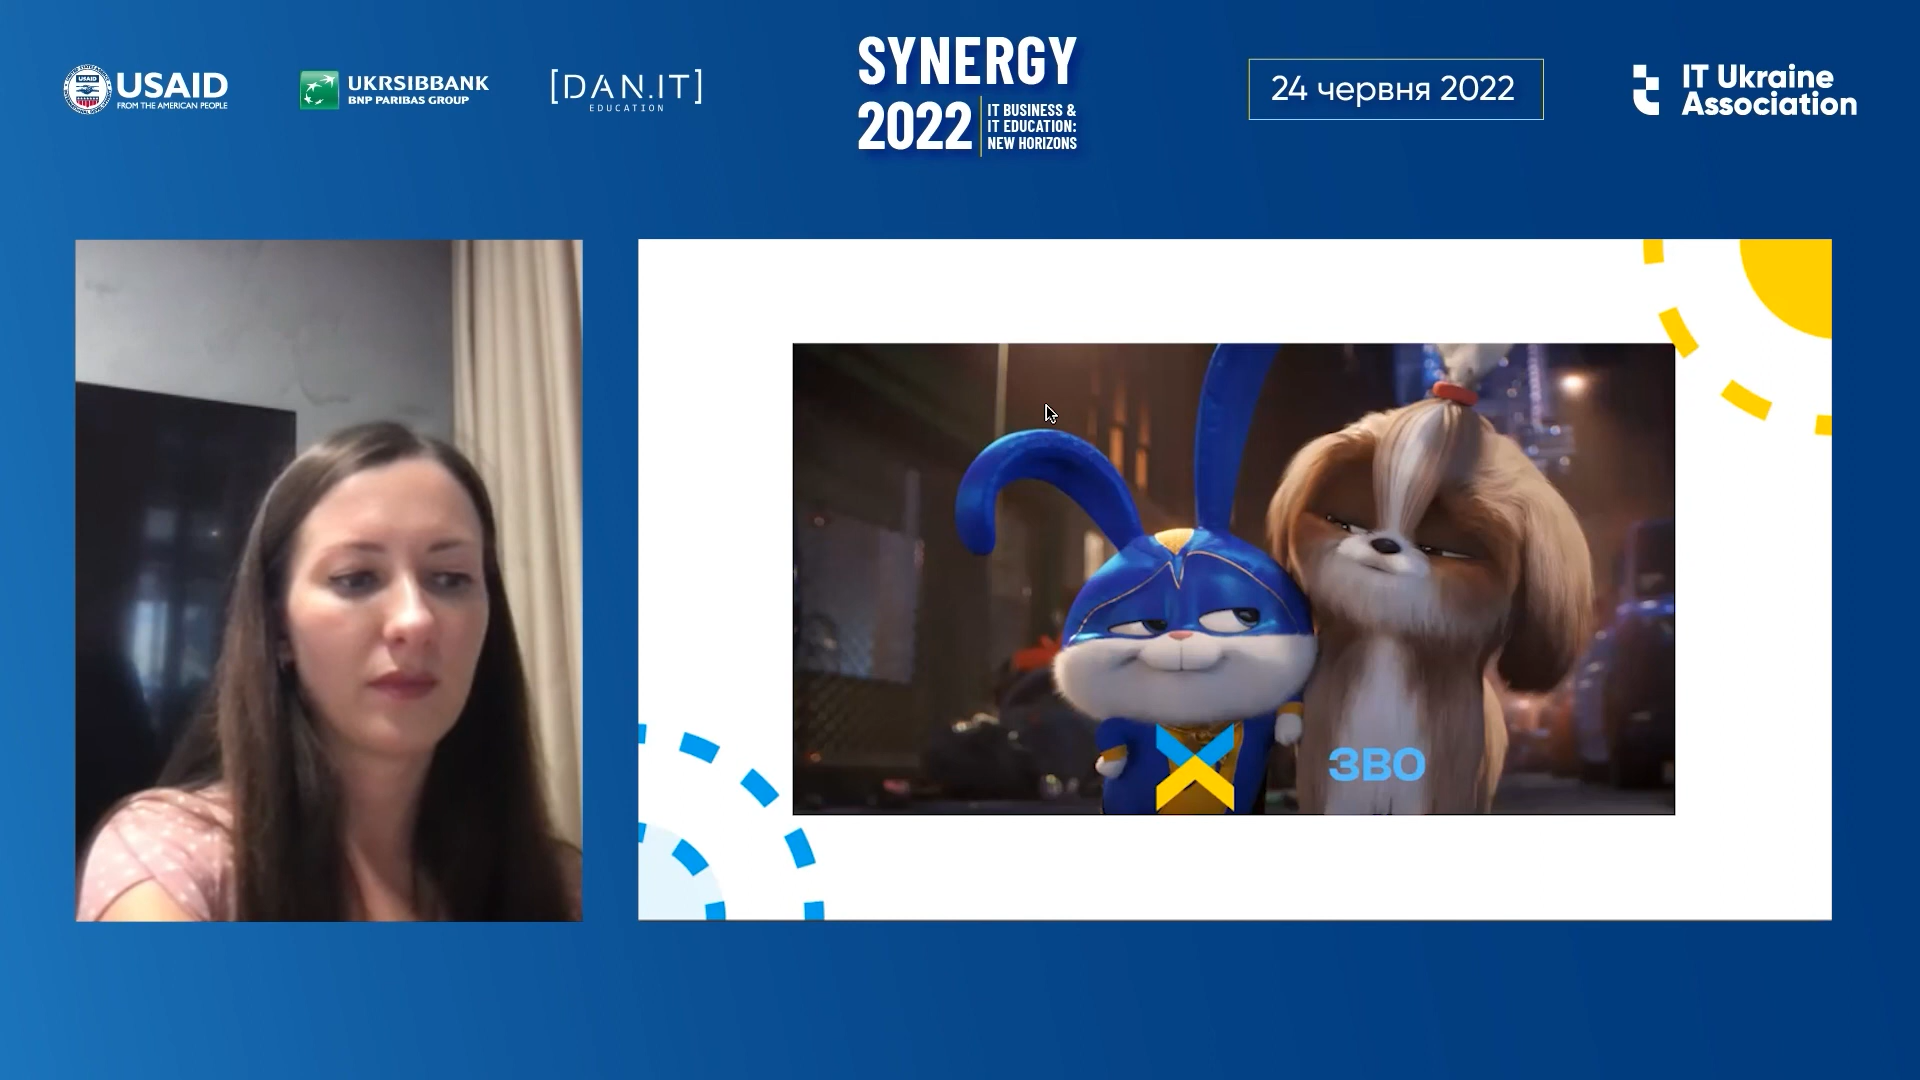 USAID
USAID
FROM THE AMERICAN PEOPLE
UKRSIBBANK
BNP PARIBAS GROUP
[DAN.IT]
EDUCATION
SYNERGY
2022
IT BUSINESS &
IT EDUCATION:
NEW HORIZONS
24 червня 2022
IT Ukraine
Association
ЗВО